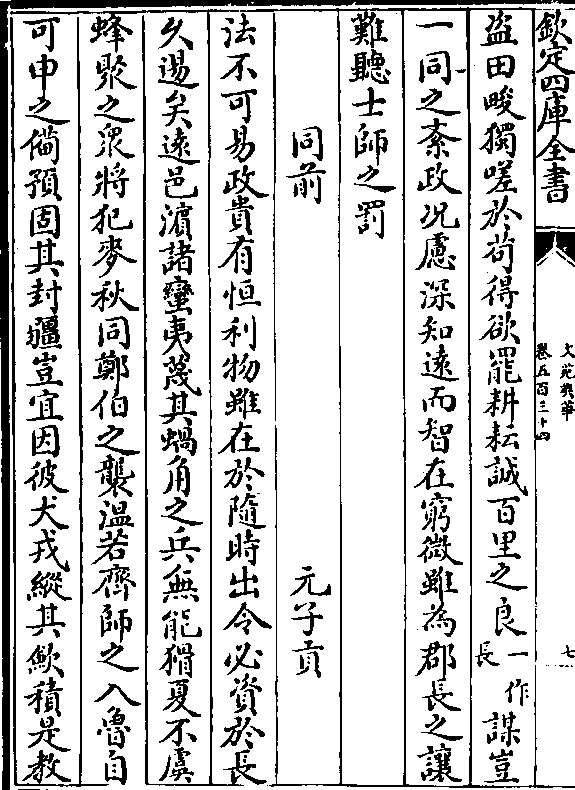 欽定四庫全書
文苑英華
卷五百三十四
七
盜田畯獨嗟於茍得欲罷耕耘誠百里之良一作長謀豈
一同之紊政況慮深知遠而智在窮微雖為郡長之讓
難聽士師之罰
同前 元子貢
法不可易政貴有恒利物雖在於隨時出令必資於長
久逷矣遠邑濵諸蠻夷蔑其蝸角之兵無能猾夏不虞
蜂聚之衆將犯麥秋同鄭伯之襲温若齊師之入魯自
可申之備預固其封疆豈宜因彼犬戎縱其歛積是教